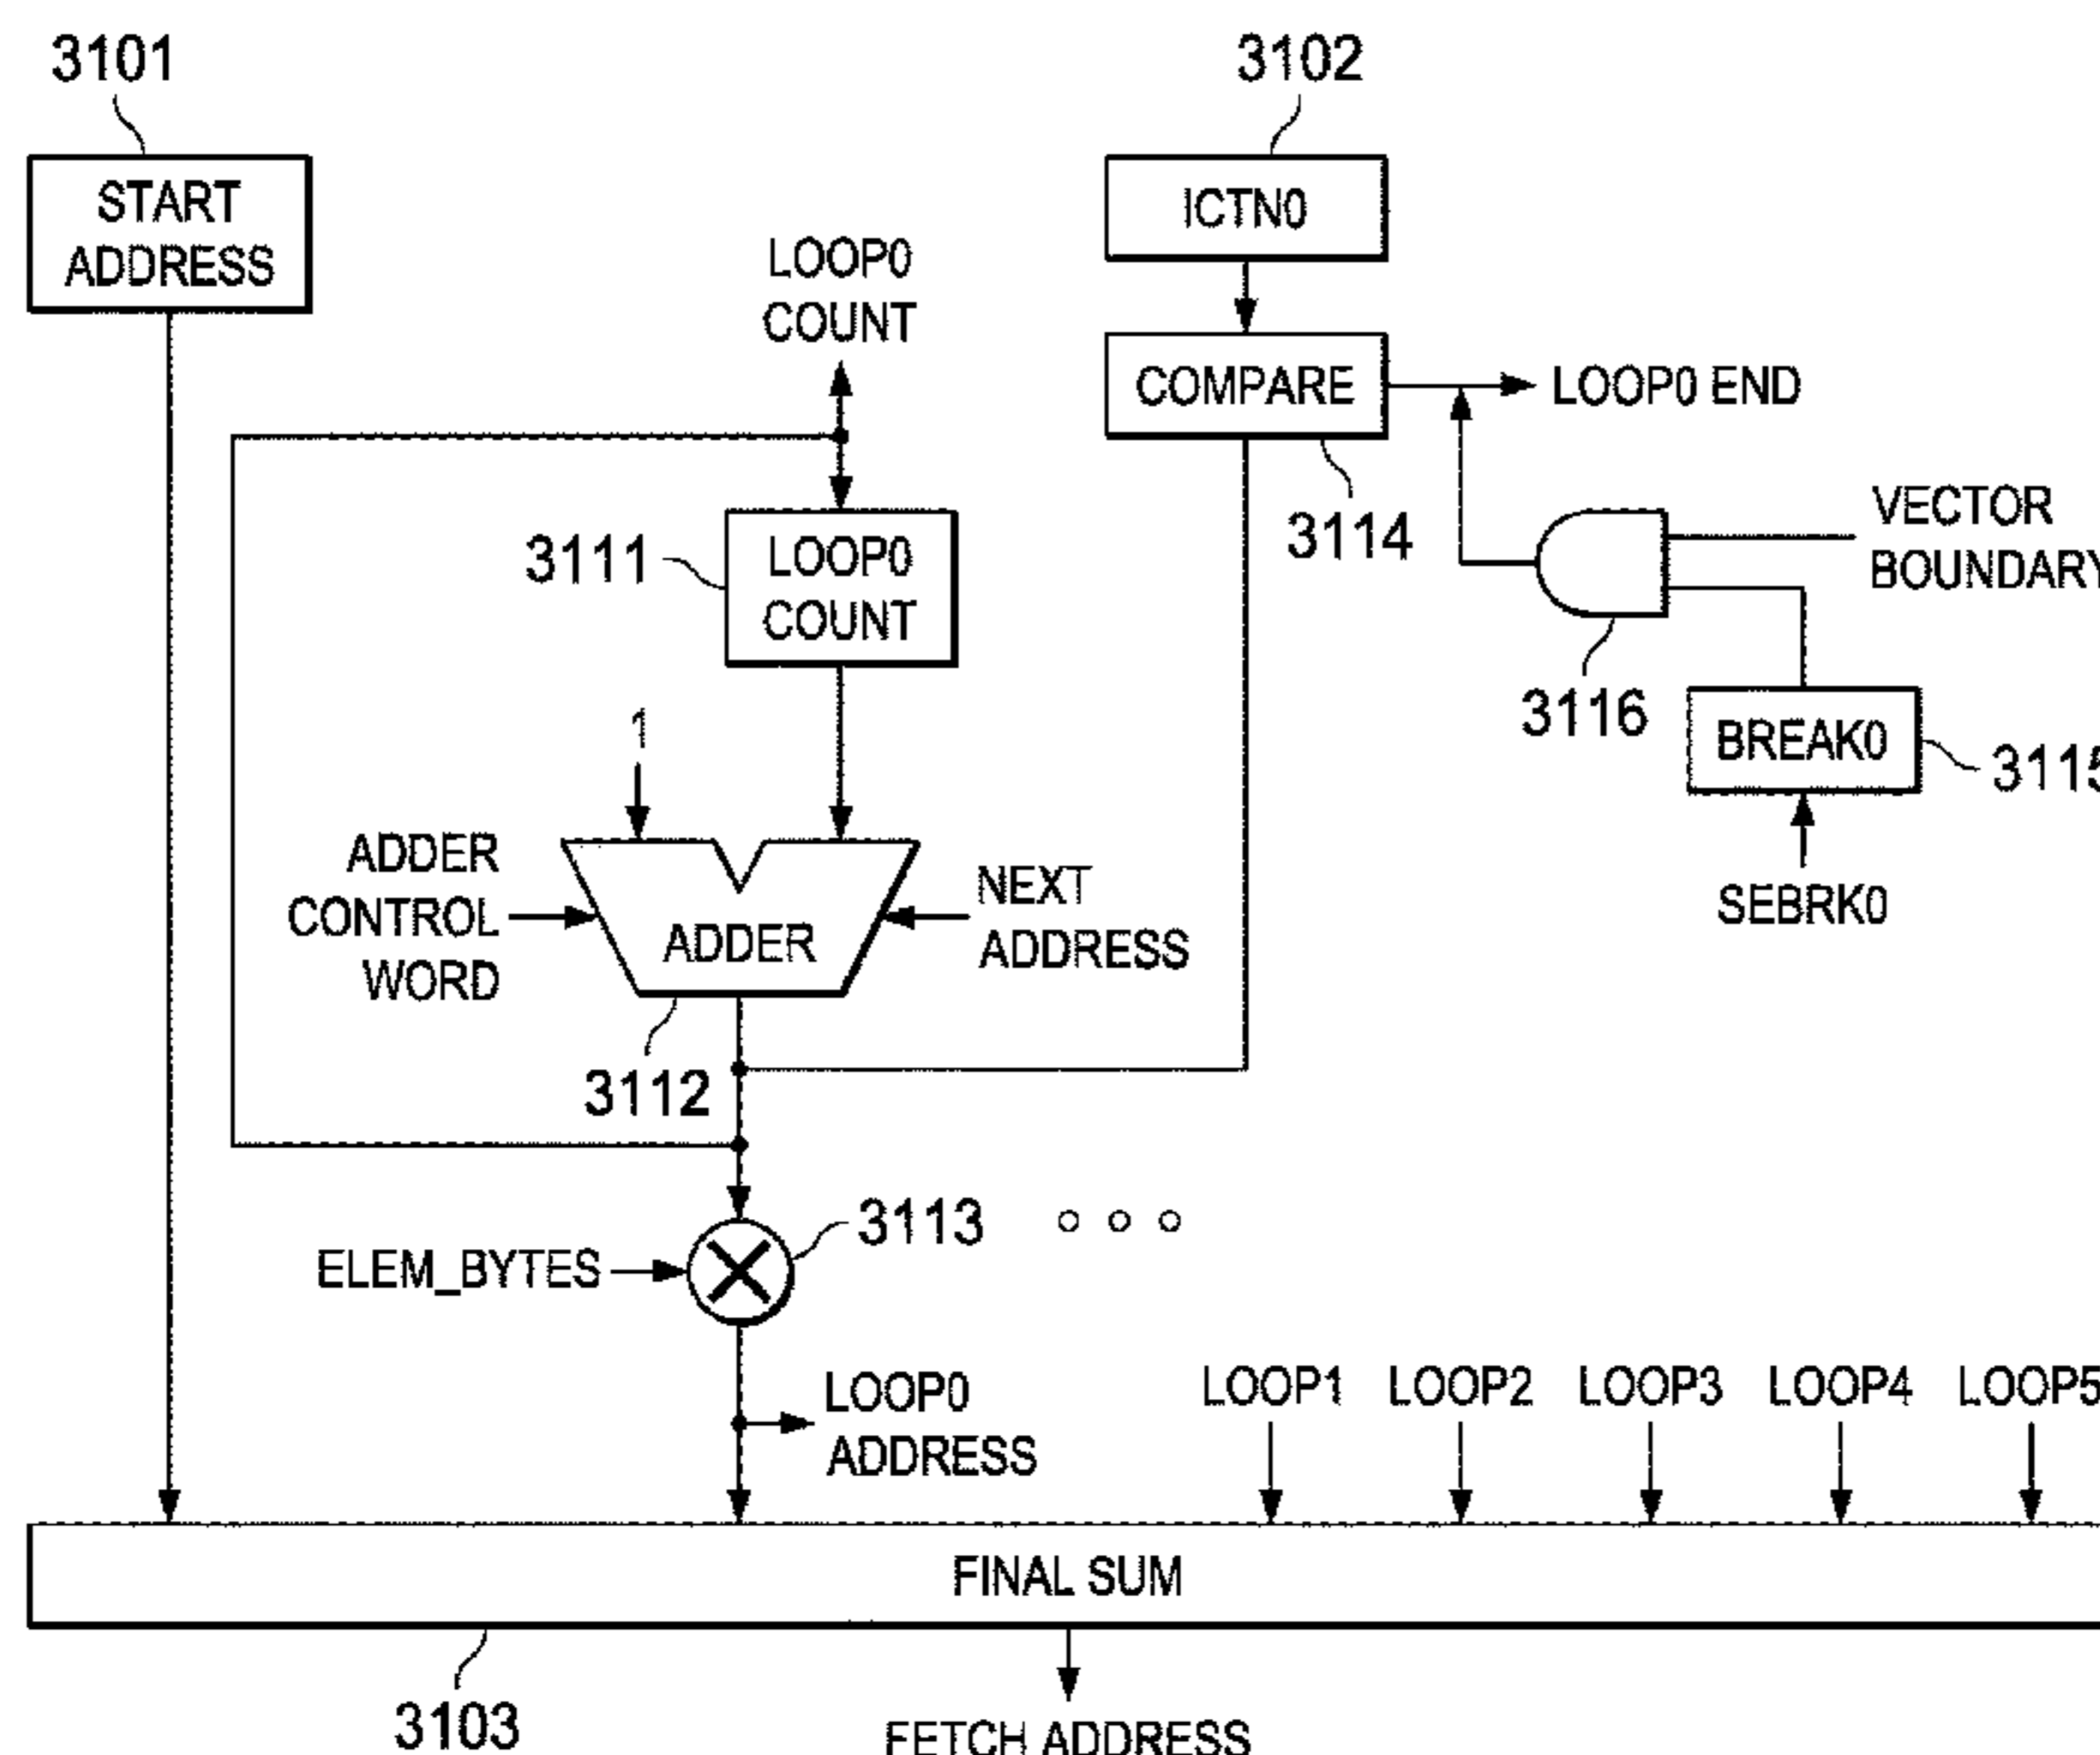 3101
3102
START
ADDRESS
ICTN0
LOOP0
COUNT
COMPARE
LOOP0 END
3114
VECTOR
BOUNDARY
3111
LOOP0
COUNT
3116
BREAK0
3115
1
SEBRK0
ADDER
CONTROL
WORD
ADDER
NEXT
ADDRESS
3112
3113
ELEM_BYTES
LOOP0
ADDRESS
LOOP1
LOOP2
LOOP3
LOOP4
LOOP5
FINAL SUM
3103
FETCH ADDRESS